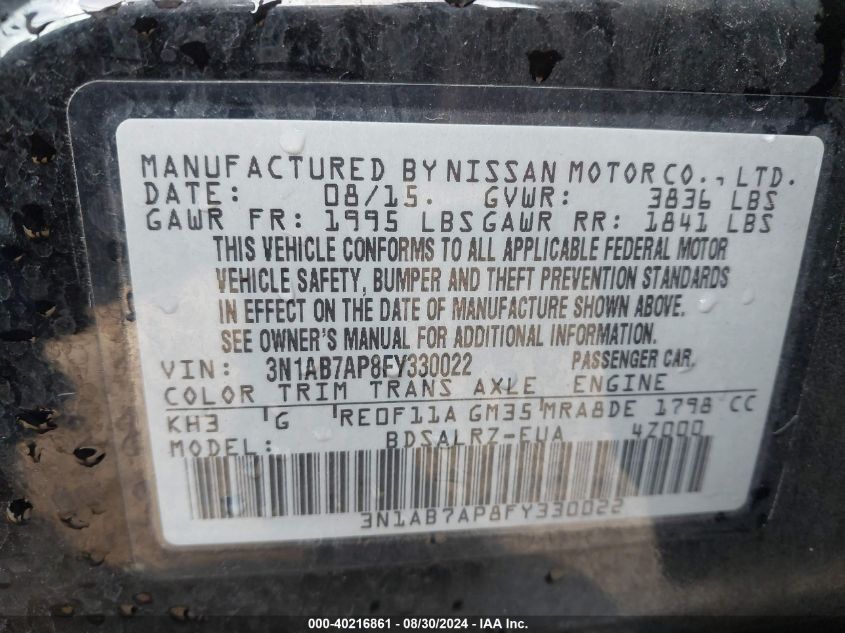 MANUFACTURED BY NISSAN MOTOR CO., LTD.
DATE: 08/15. GVWR: 3836 LBS
GAWR FR: 1995 LBS GAWR RR: 1841 LBS
THIS VEHICLE CONFORMS TO ALL APPLICABLE FEDERAL MOTOR
VEHICLE SAFETY, BUMPER AND THEFT PREVENTION STANDARDS
IN EFFECT ON THE DATE OF MANUFACTURE SHOWN ABOVE.
SEE OWNER'S MANUAL FOR ADDITIONAL INFORMATION.
VIN: 3N1AB7AP8FY330022 PASSENGER CAR.
COLOR TRIM TRANS AXLE ENGINE
KH3 'G 'RE0F11A GM35 'MRA8DE 1798 CC
MODEL: BDSALRZ-EUA 4Z000
3N1AB7AP8FY330022
000-40216861 - 08/30/2024 - IAA Inc.